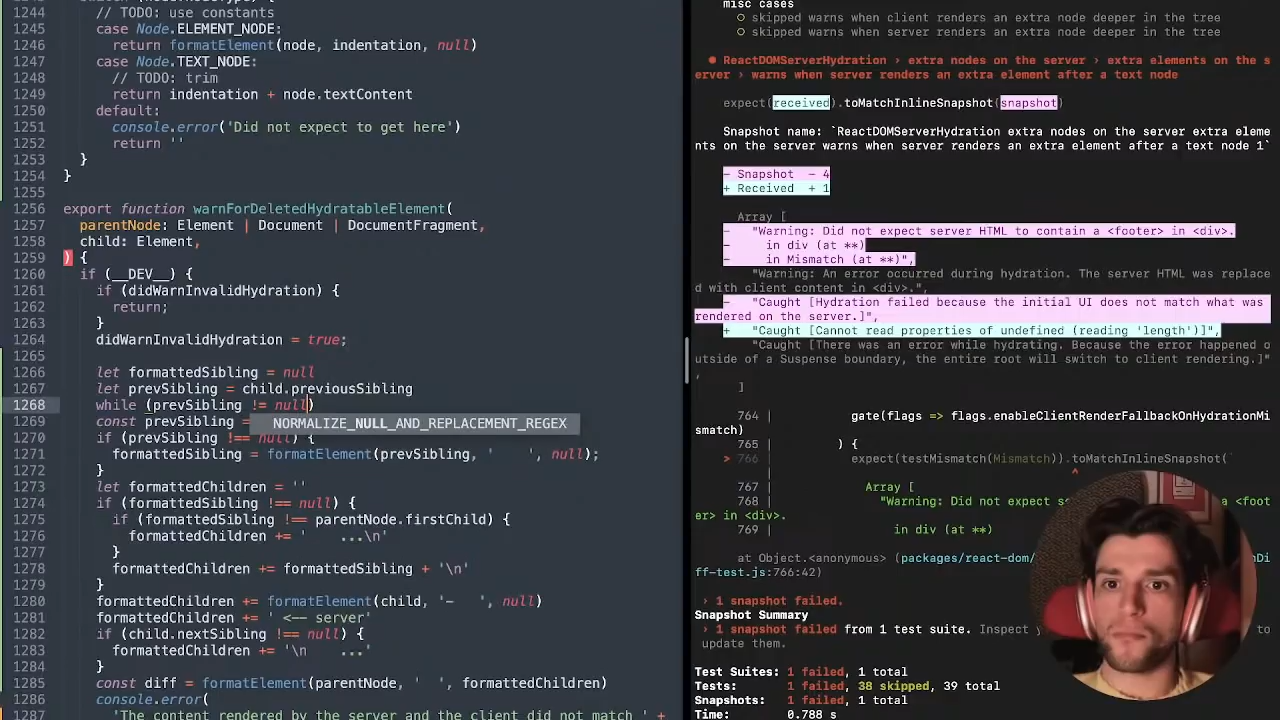 1244 // TODO: use constants
1245 case Node.ELEMENT_NODE:
1246 return formatElement(node, indentation, null)
1247 case Node.TEXT_NODE:
1248 // TODO: trim
1249 return indentation + node.textContent
1250 default:
1251 console.error('Did not expect to get here')
1252 return ''
1253 }
1254 }
1255
1256 export function warnForDeletedHydratableElement(
1257 parentNode: Element | Document | DocumentFragment,
1258 child: Element,
1259 ) {
1260 if (__DEV__) {
1261 if (didWarnInvalidHydration) {
1262 return;
1263 }
1264 didWarnInvalidHydration = true;
1265
1266 let formattedSibling = null
1267 let prevSibling = child.previousSibling
1268 while (prevSibling != null)
1269 const prevSibling =
NORMALIZE_NULL_AND_REPLACEMENT_REGEX
1270 if (prevSibling !== null) {
1271 formattedSibling = formatElement(prevSibling, '    ', null);
1272 }
1273 let formattedChildren = ''
1274 if (formattedSibling !== null) {
1275 if (formattedSibling !== parentNode.firstChild) {
1276 formattedChildren += '    ...\n'
1277 }
1278 formattedChildren += formattedSibling + '\n'
1279 }
1280 formattedChildren += formatElement(child, '-   ', null)
1281 formattedChildren += ' <-- server'
1282 if (child.nextSibling !== null) {
1283 formattedChildren += '\n    ...'
1284 }
1285 const diff = formatElement(parentNode, '  ', formattedChildren)
1286 console.error(
'The content rendered by the server and the client did not match ' +
misc cases
○ skipped warns when client renders an extra node deeper in the tree
○ skipped warns when server renders an extra node deeper in the tree
● ReactDOMServerHydration › extra nodes on the server › extra elements on the s
erver › warns when server renders an extra element after a text node
expect(received).toMatchInlineSnapshot(snapshot)
Snapshot name: `ReactDOMServerHydration extra nodes on the server extra eleme
nts on the server warns when server renders an extra element after a text node 1`
- Snapshot  - 4
+ Received  + 1
Array [
- "Warning: Did not expect server HTML to contain a <footer> in <div>.
- in div (at **)
- in Mismatch (at **)",
"Warning: An error occurred during hydration. The server HTML was replace
d with client content in <div>.",
- "Caught [Hydration failed because the initial UI does not match what was
rendered on the server.]",
+ "Caught [Cannot read properties of undefined (reading 'length')]",
"Caught [There was an error while hydrating. Because the error happened o
utside of a Suspense boundary, the entire root will switch to client rendering.]"
,
]
764 | gate(flags => flags.enableClientRenderFallbackOnHydrationMi
smatch)
765 | ) {
> 766 | expect(testMismatch(Mismatch)).toMatchInlineSnapshot(`
| ^
767 | Array [
768 | "Warning: Did not expect s a <foot
er> in <div>.
769 | in div (at **)
at Object.<anonymous> (packages/react-dom/
ff-test.js:766:42)
› 1 snapshot failed.
Snapshot Summary
› 1 snapshot failed from 1 test suite. Inspect to
update them.
Test Suites: 1 failed, 1 total
Tests: 1 failed, 38 skipped, 39 total
Snapshots: 1 failed, 1 total
Time: 0.788 s